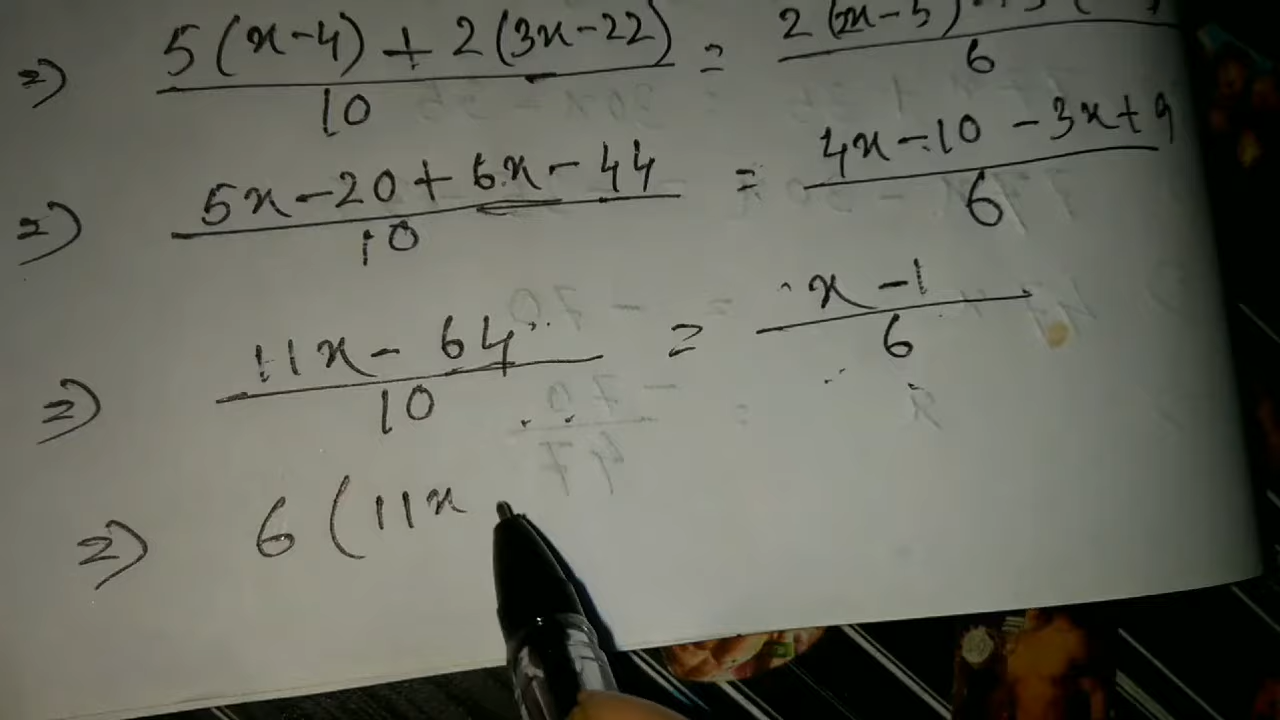 ⇒) 5(x-4) + 2(3x-22) / 10 = 2(2x-5) / 6
⇒) 5x-20+6x-44 / 10 = 4x-10-3x+9 / 6
⇒) 11x-64 / 10 = x-1 / 6
⇒) 6(11x